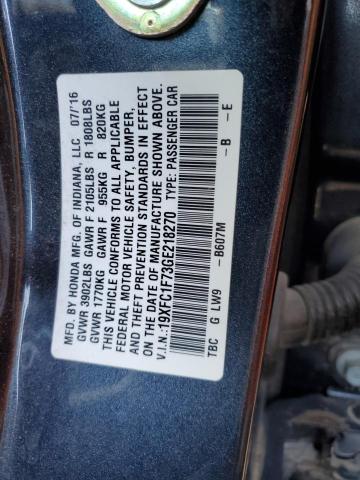 MFD. BY HONDA MFG. OF INDIANA, LLC 07/16
GVWR 3902LBS GAWR F 2105LBS R 1808LBS
GVWR 1770KG GAWR F 955KG R 820KG
THIS VEHICLE CONFORMS TO ALL APPLICABLE
FEDERAL MOTOR VEHICLE SAFETY, BUMPER,
AND THEFT PREVENTION STANDARDS IN EFFECT
ON THE DATE OF MANUFACTURE SHOWN ABOVE.
V.I.N.:19XFC1F73GE218270 TYPE: PASSENGER CAR
TBC G LW9 -B607M -B -E